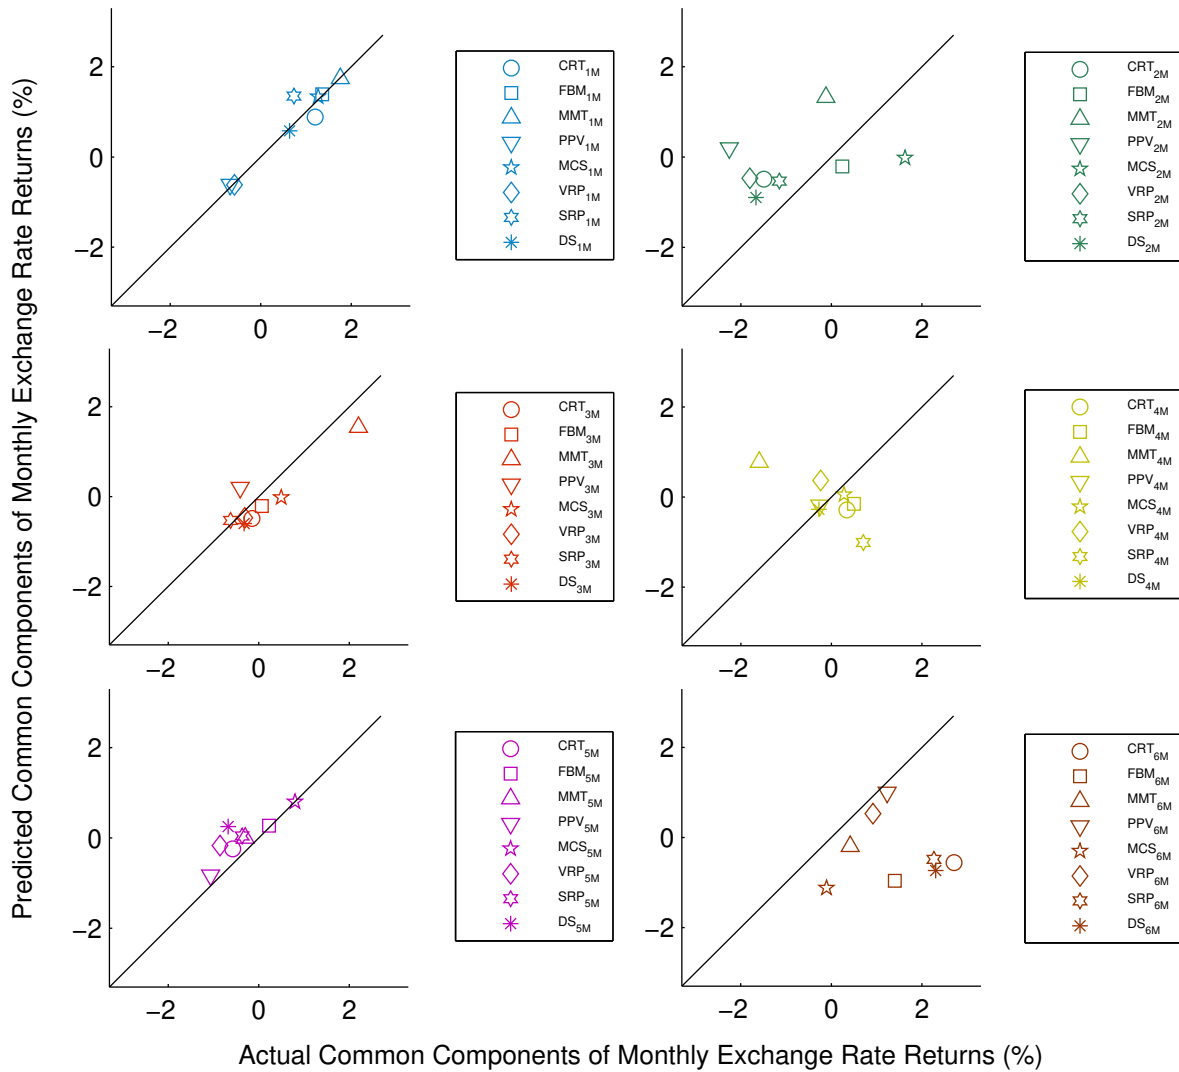 Predicted Common Components of Monthly Exchange Rate Returns (%)
2
0
−2
−2 0 2
CRT1M
FBM1M
MMT1M
PPV1M
MCS1M
VRP1M
SRP1M
DS1M
2
0
−2
−2 0 2
CRT2M
FBM2M
MMT2M
PPV2M
MCS2M
VRP2M
SRP2M
DS2M
2
0
−2
−2 0 2
CRT3M
FBM3M
MMT3M
PPV3M
MCS3M
VRP3M
SRP3M
DS3M
2
0
−2
−2 0 2
CRT4M
FBM4M
MMT4M
PPV4M
MCS4M
VRP4M
SRP4M
DS4M
2
0
−2
−2 0 2
CRT5M
FBM5M
MMT5M
PPV5M
MCS5M
VRP5M
SRP5M
DS5M
2
0
−2
−2 0 2
CRT6M
FBM6M
MMT6M
PPV6M
MCS6M
VRP6M
SRP6M
DS6M
Actual Common Components of Monthly Exchange Rate Returns (%)